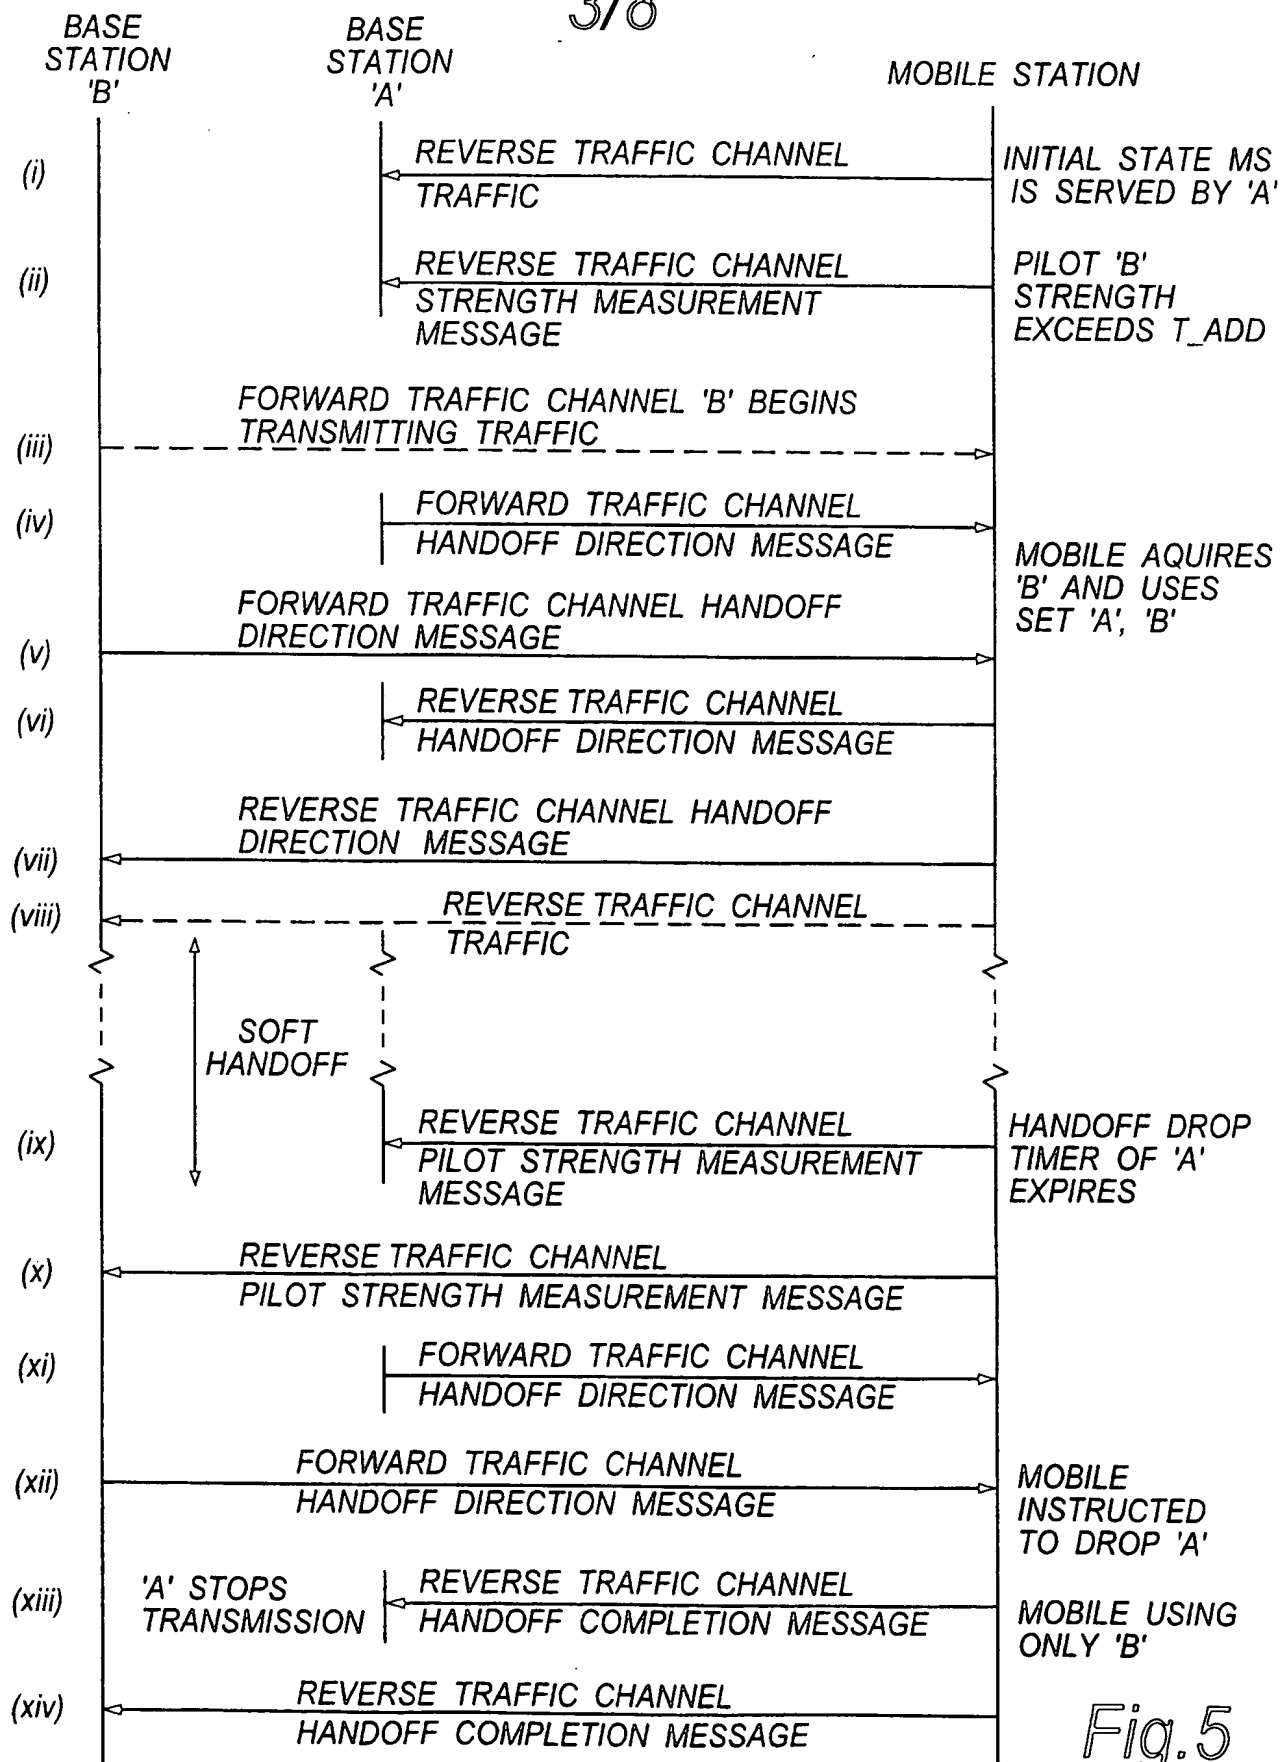 3/8
BASE
STATION
'B'
BASE
STATION
'A'
MOBILE STATION
(i)
REVERSE TRAFFIC CHANNEL
TRAFFIC
INITIAL STATE MS
IS SERVED BY 'A'
(ii)
REVERSE TRAFFIC CHANNEL
STRENGTH MEASUREMENT
MESSAGE
PILOT 'B'
STRENGTH
EXCEEDS T_ADD
(iii)
FORWARD TRAFFIC CHANNEL 'B' BEGINS
TRANSMITTING TRAFFIC
(iv)
FORWARD TRAFFIC CHANNEL
HANDOFF DIRECTION MESSAGE
MOBILE AQUIRES
'B' AND USES
SET 'A', 'B'
(v)
FORWARD TRAFFIC CHANNEL HANDOFF
DIRECTION MESSAGE
(vi)
REVERSE TRAFFIC CHANNEL
HANDOFF DIRECTION MESSAGE
(vii)
REVERSE TRAFFIC CHANNEL HANDOFF
DIRECTION MESSAGE
(viii)
REVERSE TRAFFIC CHANNEL
TRAFFIC
SOFT
HANDOFF
(ix)
REVERSE TRAFFIC CHANNEL
PILOT STRENGTH MEASUREMENT
MESSAGE
HANDOFF DROP
TIMER OF 'A'
EXPIRES
(x)
REVERSE TRAFFIC CHANNEL
PILOT STRENGTH MEASUREMENT MESSAGE
(xi)
FORWARD TRAFFIC CHANNEL
HANDOFF DIRECTION MESSAGE
(xii)
FORWARD TRAFFIC CHANNEL
HANDOFF DIRECTION MESSAGE
MOBILE
INSTRUCTED
TO DROP 'A'
(xiii)
'A' STOPS
TRANSMISSION
REVERSE TRAFFIC CHANNEL
HANDOFF COMPLETION MESSAGE
MOBILE USING
ONLY 'B'
(xiv)
REVERSE TRAFFIC CHANNEL
HANDOFF COMPLETION MESSAGE
Fig.5